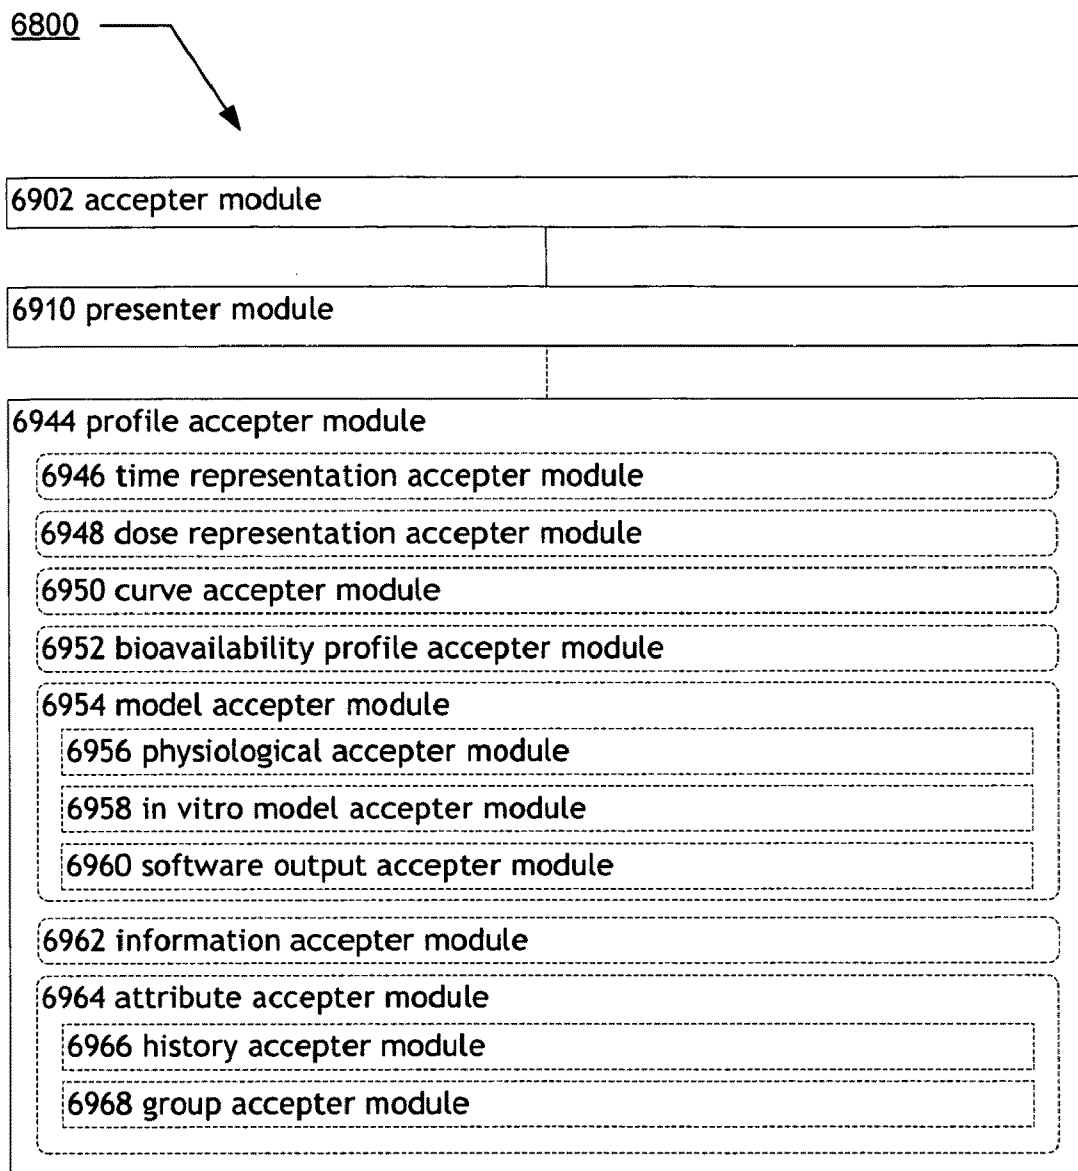 6800
6902 accepter module
6910 presenter module
6944 profile accepter module
6946 time representation accepter module
6948 dose representation accepter module
6950 curve accepter module
6952 bioavailability profile accepter module
6954 model accepter module
6956 physiological accepter module
6958 in vitro model accepter module
6960 software output accepter module
6962 information accepter module
6964 attribute accepter module
6966 history accepter module
6968 group accepter module